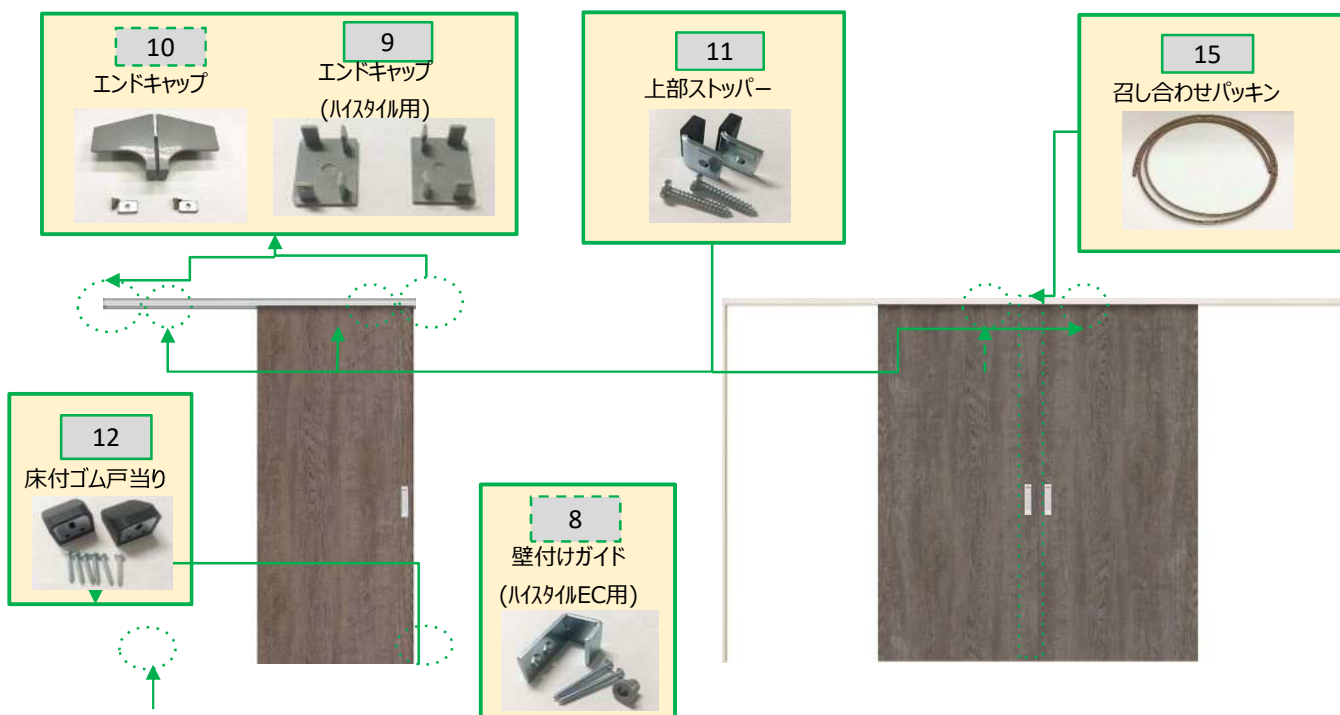 10
エンドキャップ
9
エンドキャップ
(ハイスタイル用)
11
上部ストッパー
15
召し合わせパッキン
12
床付ゴム戸当り
8
壁付けガイド
(ハイスタイルEC用)